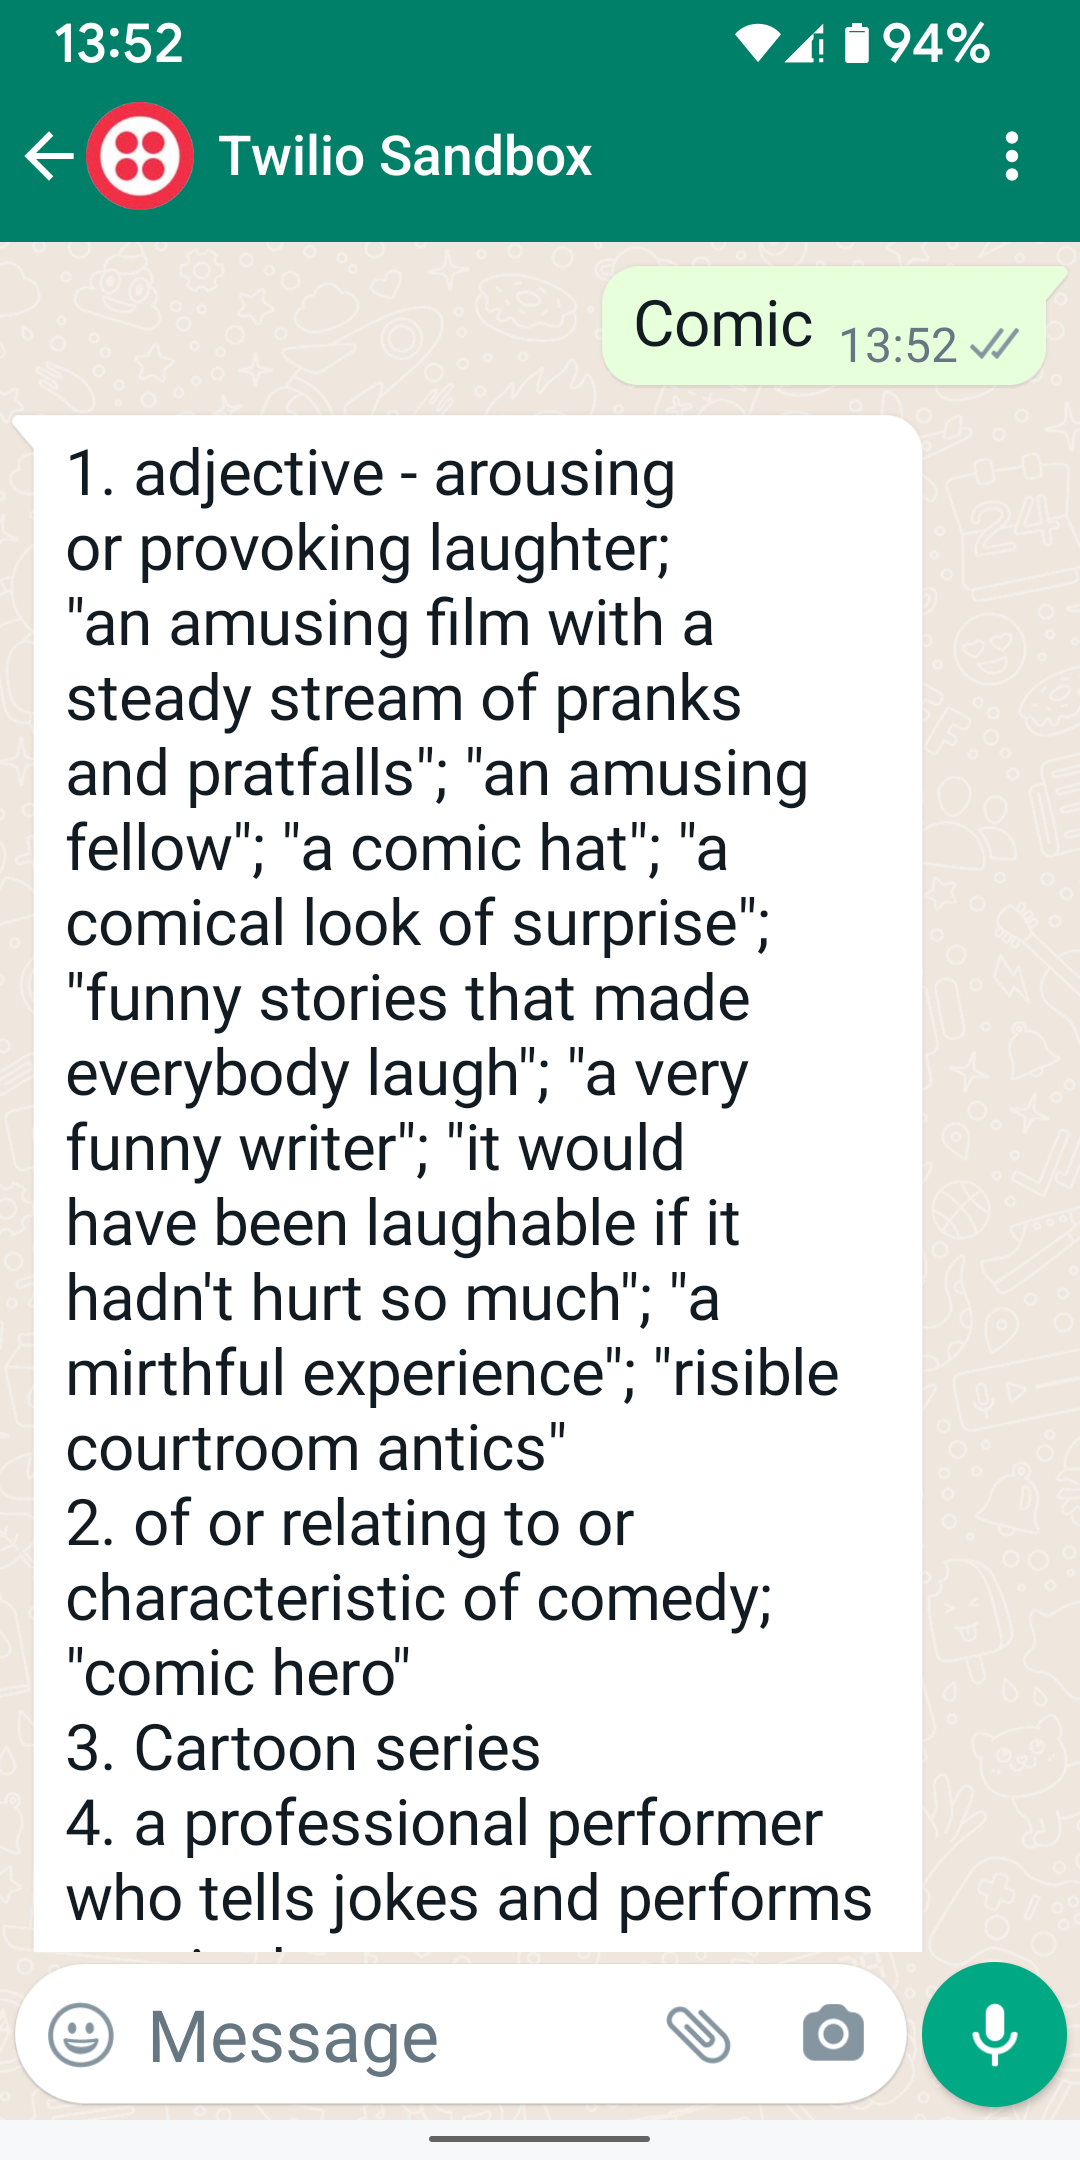 13:52
94%
Twilio Sandbox
Comic
13:52
1. adjective - arousing
or provoking laughter;
"an amusing film with a
steady stream of pranks
and pratfalls"; "an amusing
fellow"; "a comic hat"; "a
comical look of surprise";
"funny stories that made
everybody laugh"; "a very
funny writer"; "it would
have been laughable if it
hadn't hurt so much"; "a
mirthful experience"; "risible
courtroom antics"
2. of or relating to or
characteristic of comedy;
"comic hero"
3. Cartoon series
4. a professional performer
who tells jokes and performs
Message